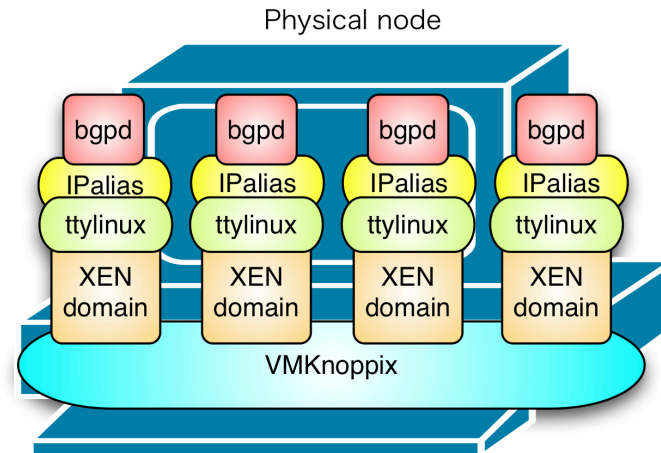 Physical node
bgpd bgpd bgpd bgpd
IPalias IPalias IPalias IPalias
ttylinux ttylinux ttylinux ttylinux
XEN XEN XEN XEN
domain domain domain domain
VMKnoppix